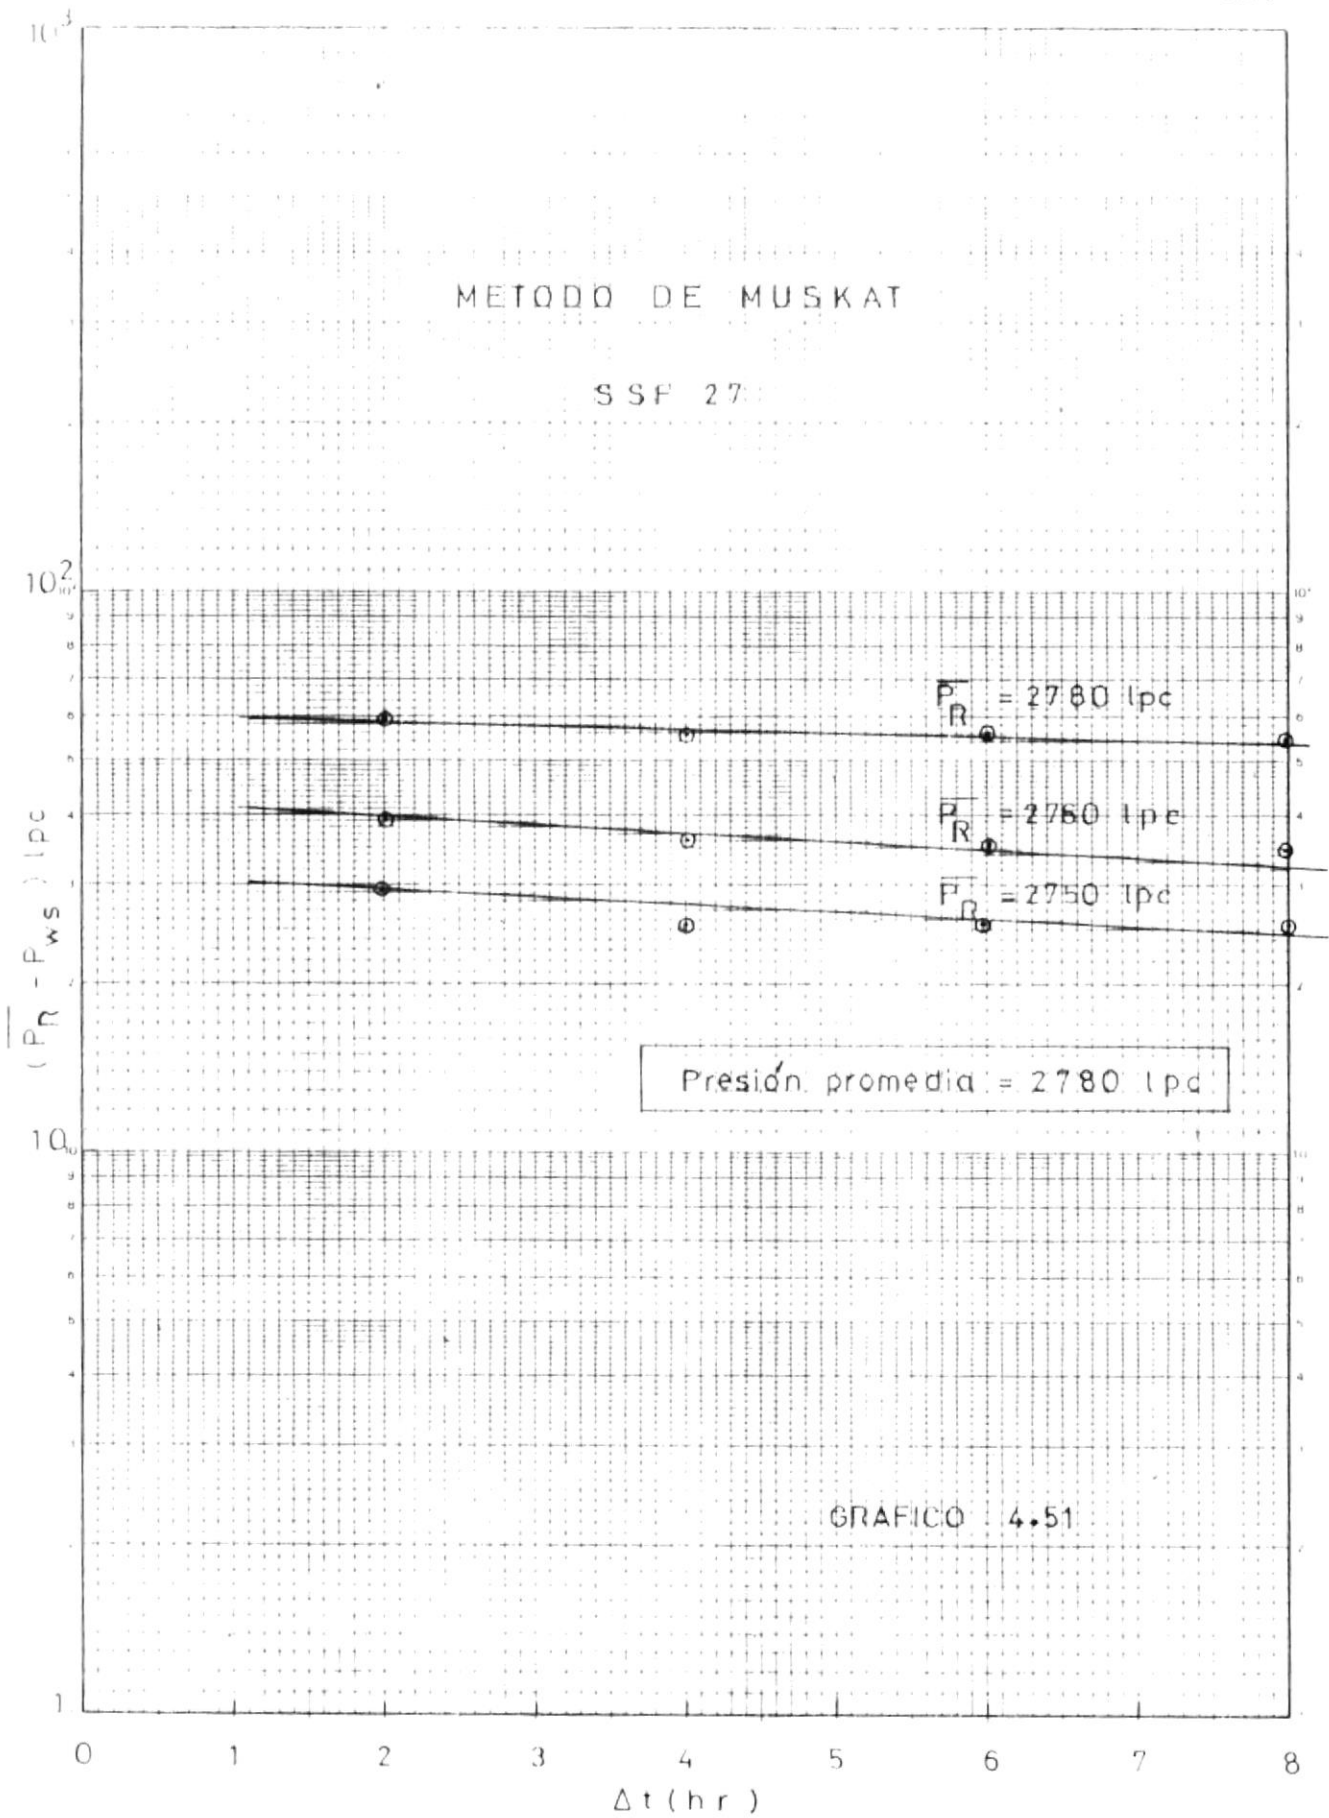 10³
METODO DE MUSKAT
SSF 27
10²
P̅R = 2780 lpc
P̅R = 2760 lpc
P̅R = 2750 lpc
( P̅R - Pws ) lpc
Presión promedia = 2780 lpc
10
GRAFICO 4.51
1
0 1 2 3 4 5 6 7 8
Δt(hr)